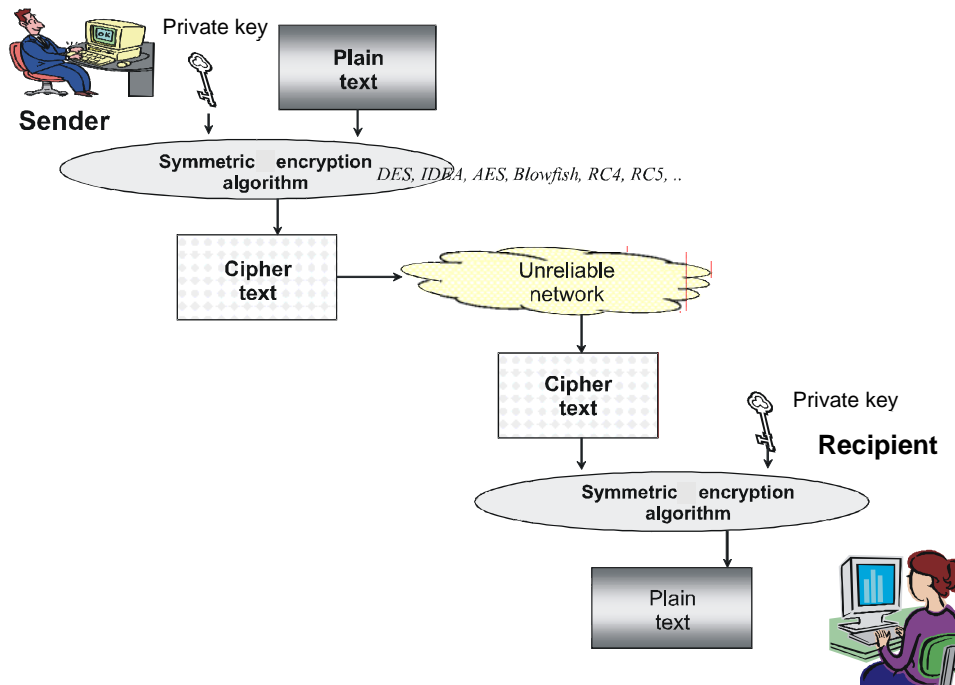 Private key
Plain
text
Sender
Symmetric encryption
algorithm
DES, IDEA, AES, Blowfish, RC4, RC5, ..
Cipher
text
Unreliable
network
Cipher
text
Private key
Recipient
Symmetric encryption
algorithm
Plain
text